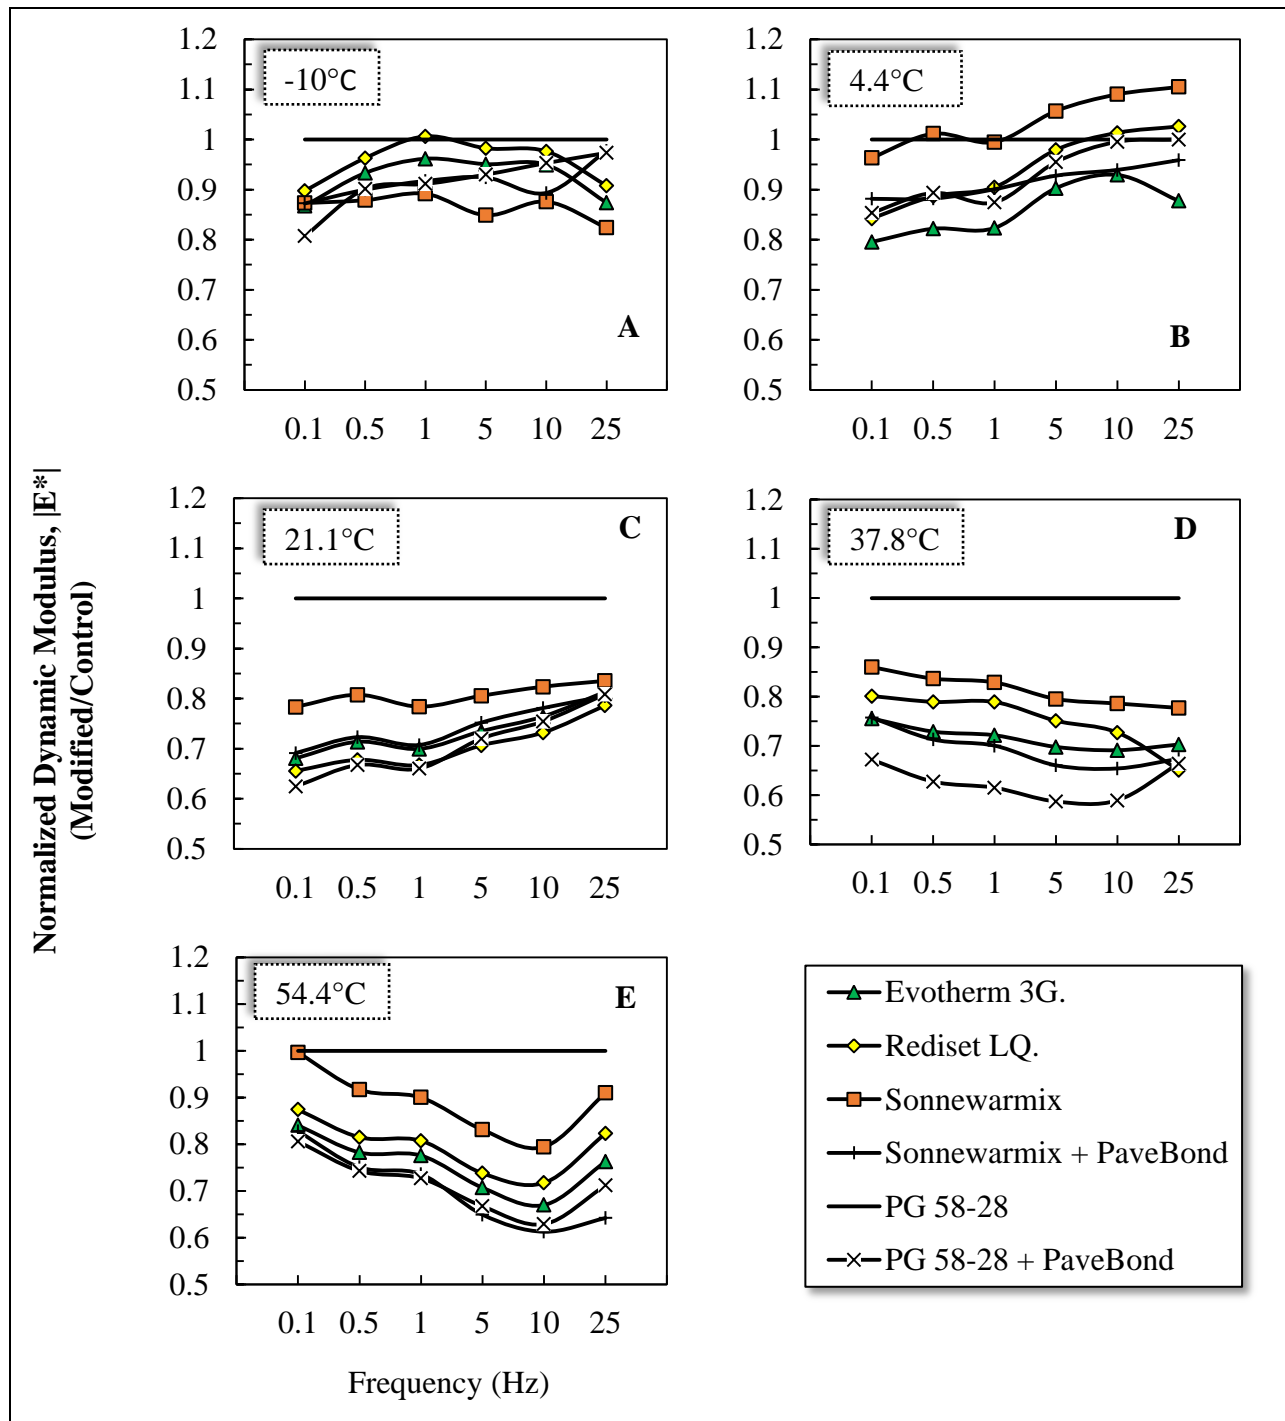 Normalized Dynamic Modulus, |E*|
(Modified/Control)
1.2
1.1
1
0.9
0.8
0.7
0.6
0.5
-10°C
A
0.1 0.5 1 5 10 25
1.2
1.1
1
0.9
0.8
0.7
0.6
0.5
4.4°C
B
0.1 0.5 1 5 10 25
1.2
1.1
1
0.9
0.8
0.7
0.6
0.5
21.1°C
C
0.1 0.5 1 5 10 25
1.2
1.1
1
0.9
0.8
0.7
0.6
0.5
37.8°C
D
0.1 0.5 1 5 10 25
1.2
1.1
1
0.9
0.8
0.7
0.6
0.5
54.4°C
E
0.1 0.5 1 5 10 25
Frequency (Hz)
Evotherm 3G.
Rediset LQ.
Sonnewarmix
Sonnewarmix + PaveBond
PG 58-28
PG 58-28 + PaveBond